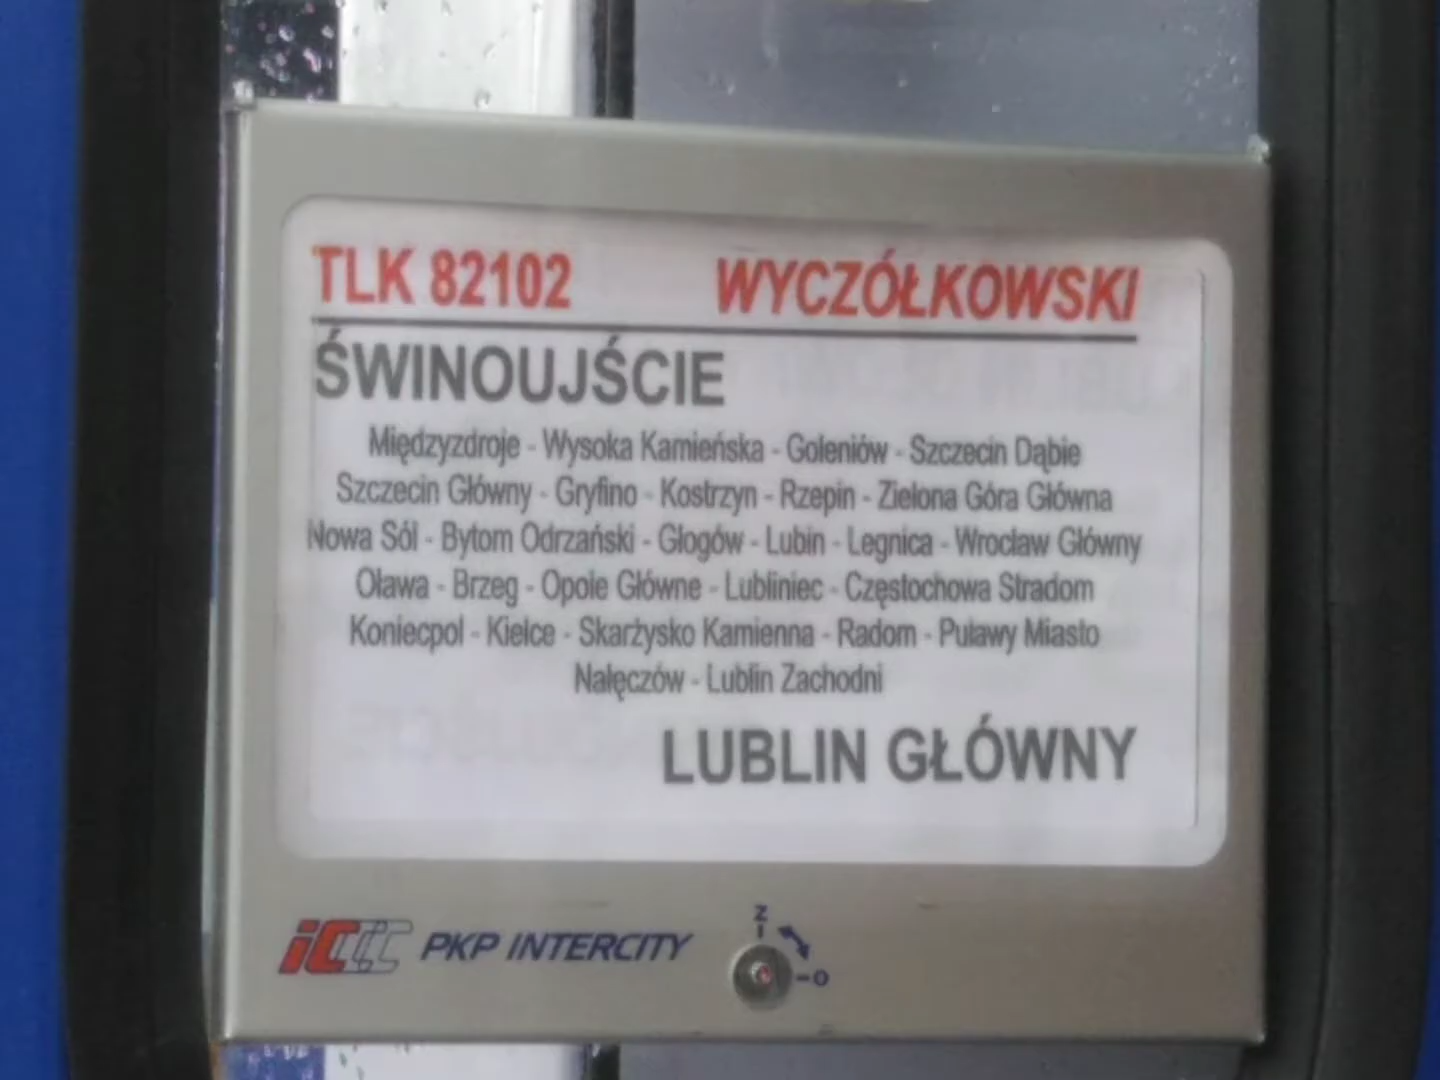 TLK 82102 WYCZÓŁKOWSKI
ŚWINOUJŚCIE
Międzyzdroje - Wysoka Kamieńska - Goleniów - Szczecin Dąbie
Szczecin Główny - Gryfino - Kostrzyn - Rzepin - Zielona Góra Główna
Nowa Sól - Bytom Odrzański - Głogów - Lubin - Legnica - Wrocław Główny
Oława - Brzeg - Opole Główne - Lubliniec - Częstochowa Stradom
Koniecpol - Kielce - Skarżysko Kamienna - Radom - Puławy Miasto
Nałęczów - Lublin Zachodni
LUBLIN GŁÓWNY
Z
iC PKP INTERCITY
O